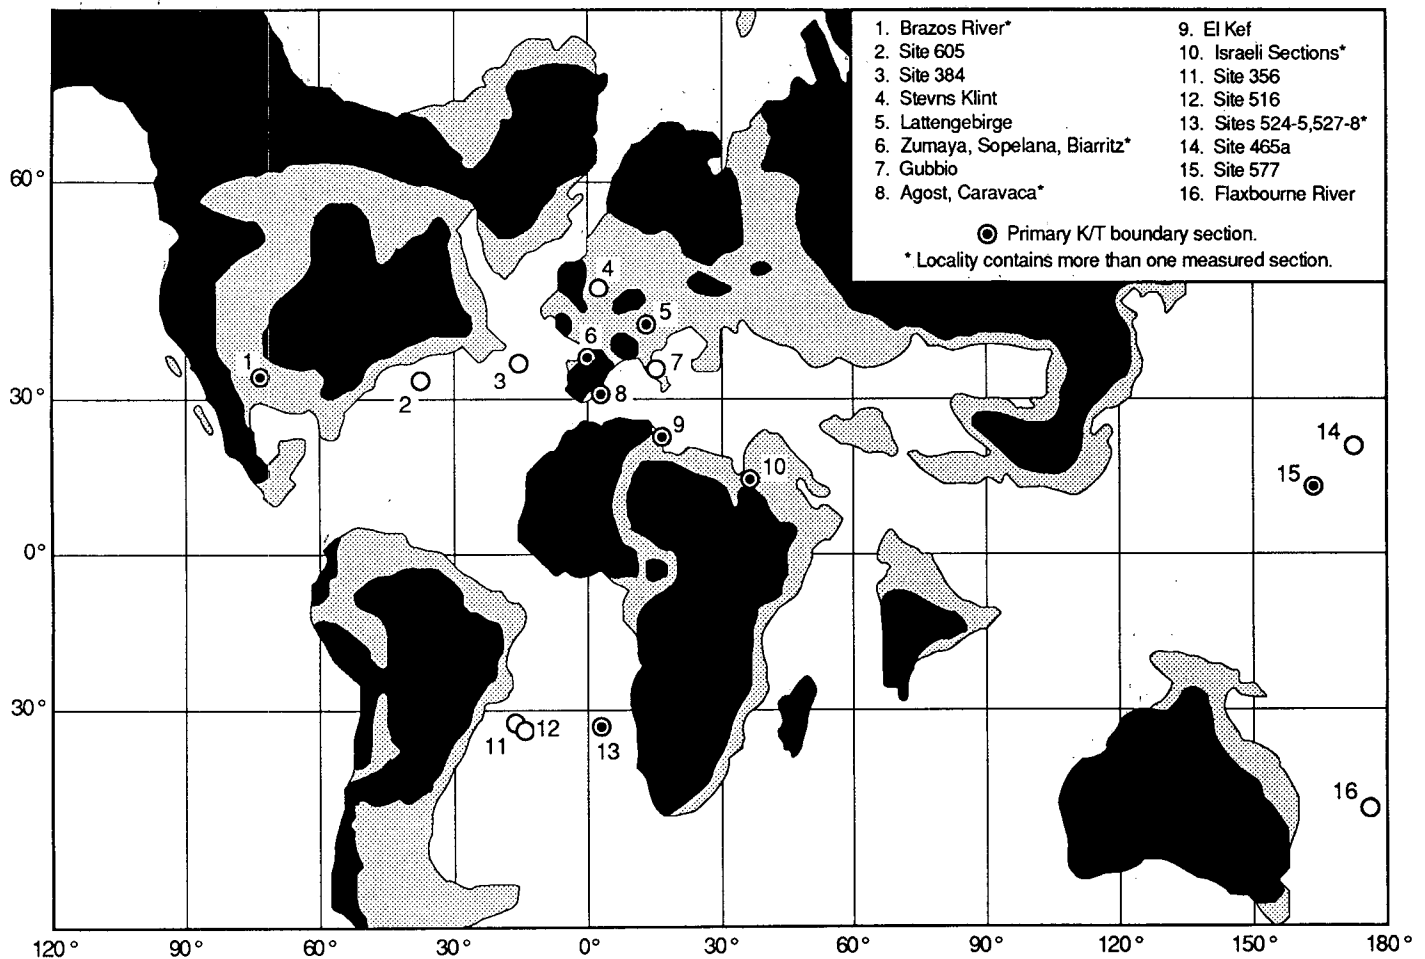 1. Brazos River*
2. Site 605
3. Site 384
4. Stevns Klint
5. Lattengebirge
6. Zumaya, Sopelana, Biarritz*
7. Gubbio
8. Agost, Caravaca*
9. El Kef
10. Israeli Sections*
11. Site 356
12. Site 516
13. Sites 524-5,527-8*
14. Site 465a
15. Site 577
16. Flaxbourne River
Primary K/T boundary section.
* Locality contains more than one measured section.
60°
30°
0°
30°
1
2
3
4
5
6
7
8
9
10
11
12
13
14
15
16
120° 90° 60° 30° 0° 30° 60° 90° 120° 150° 180°